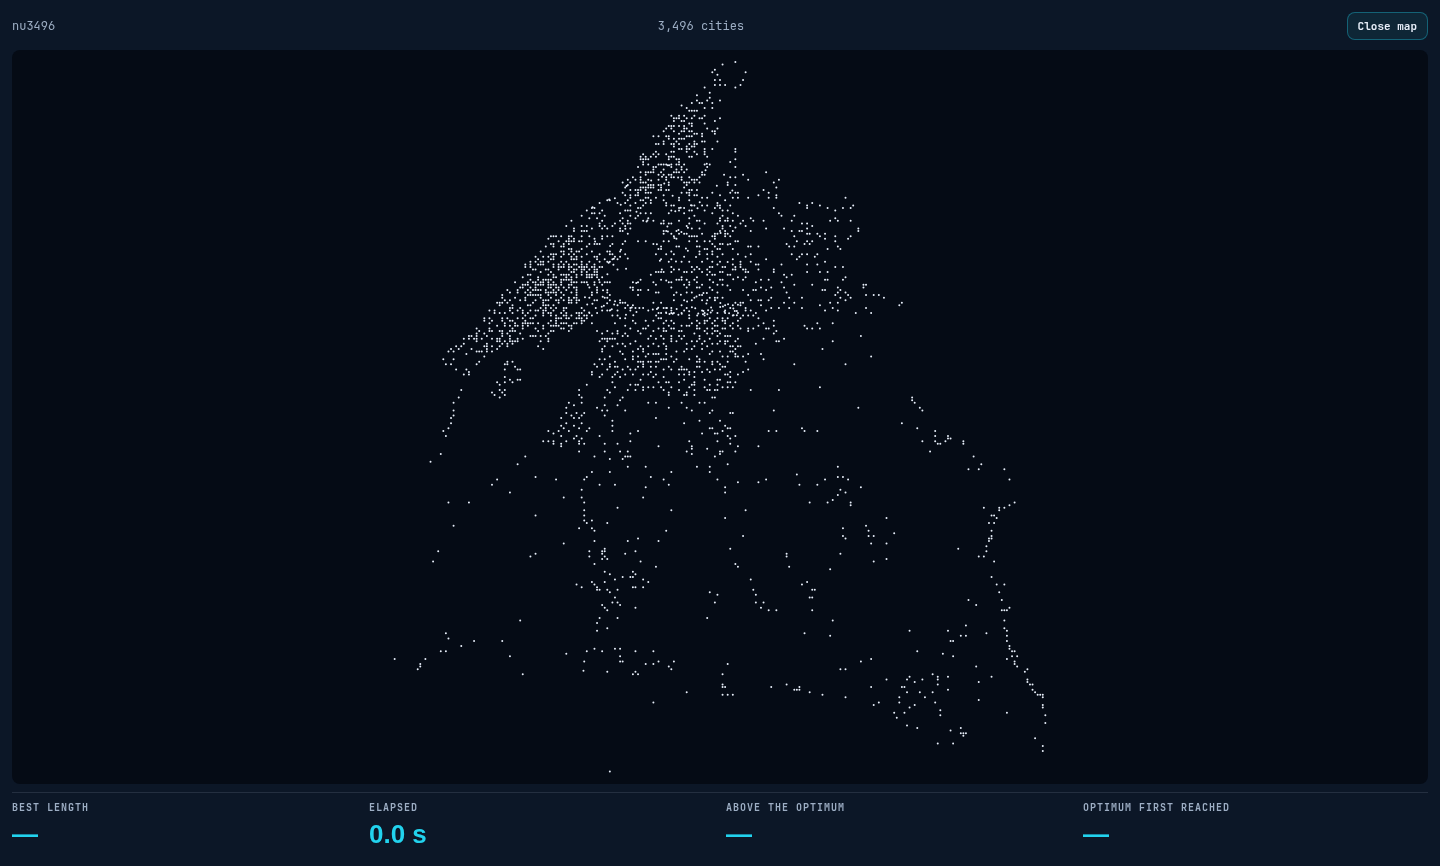 nu3496
3,496 cities
Close map
BEST LENGTH
—
ELAPSED
0.0 s
ABOVE THE OPTIMUM
—
OPTIMUM FIRST REACHED
—